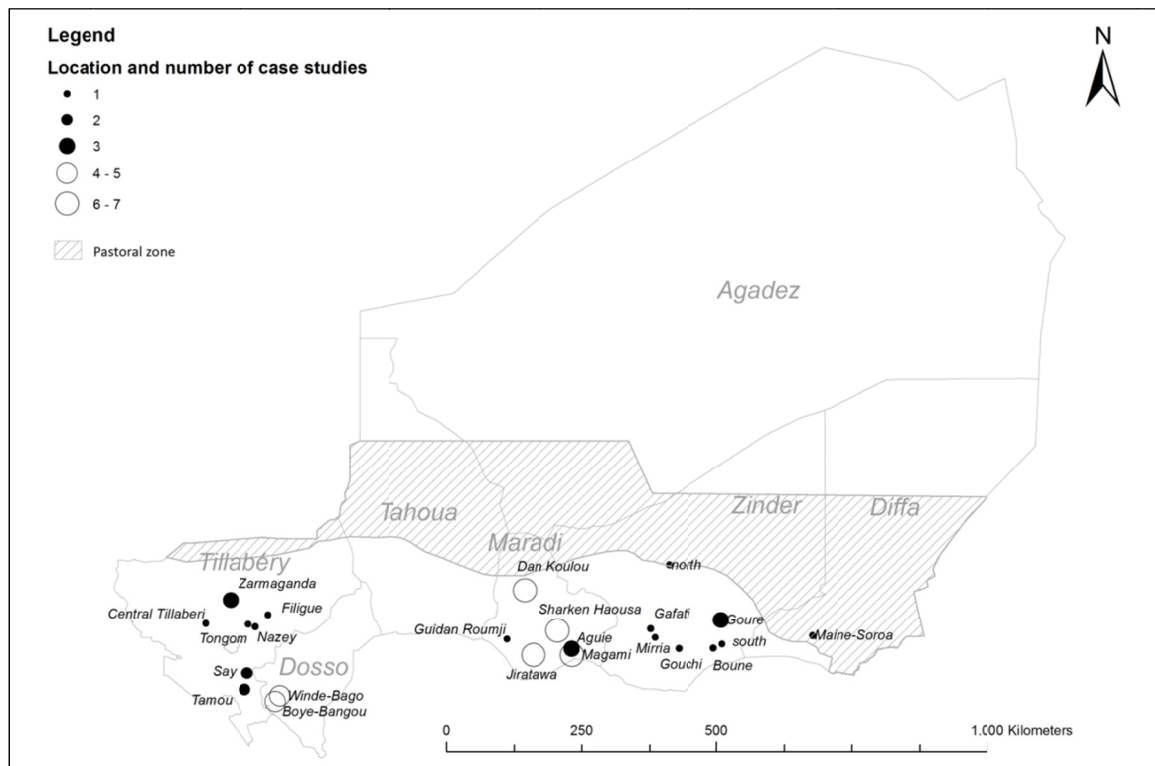 Legend
N
Location and number of case studies
1
2
3
4 - 5
6 - 7
Pastoral zone
Agadez
Tahoua
Zinder
Diffa
Maradi
Tillabéry
north
Dan Koulou
Zarmaganda
Central Tillaberi
Filigue
Sharken Haousa
Gafati
Goure
Tongom
Nazey
Guidan Roumji
Aguie
Mirria
south
Maine-Soroa
Magami
Gouchi
Boune
Say
Dosso
Jiratawa
Tamou
Winde-Bago
Boye-Bangou
0 250 500 1.000 Kilometers